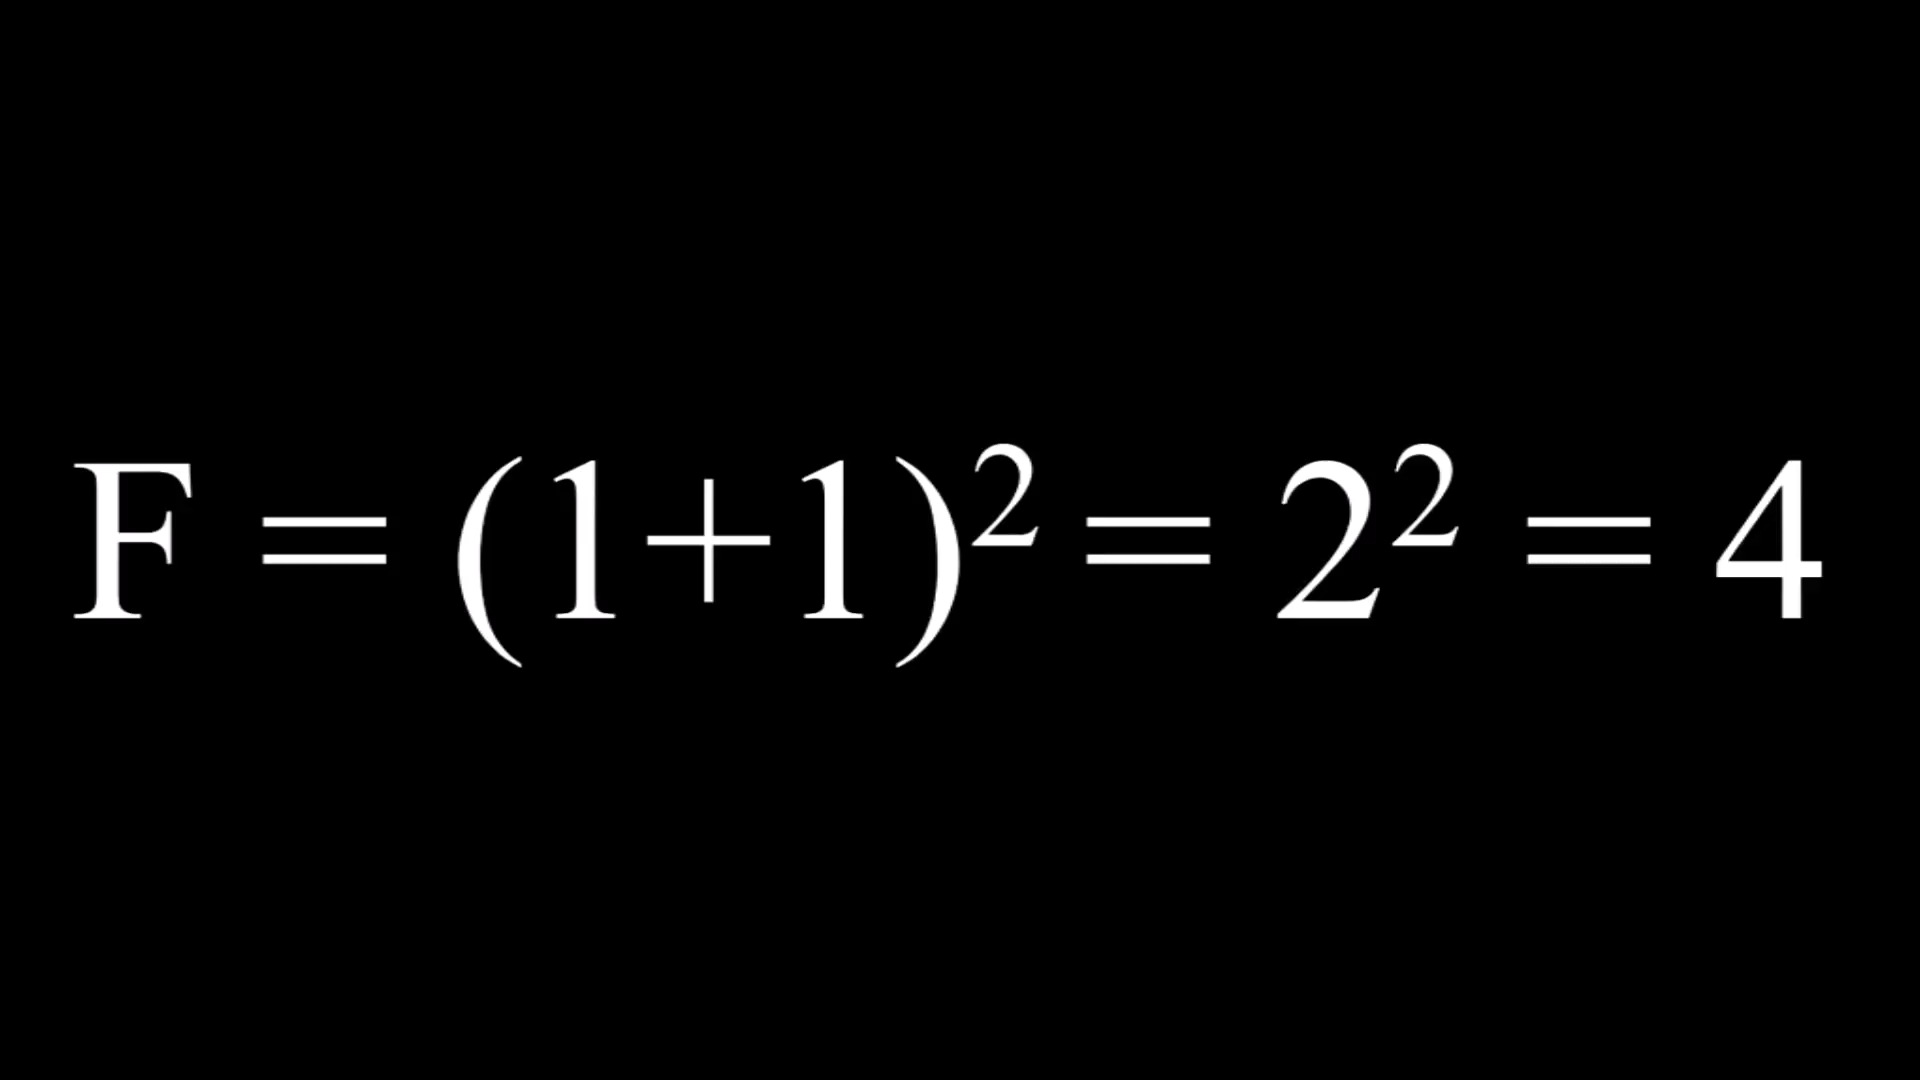 F = (1+1)² = 2² = 4